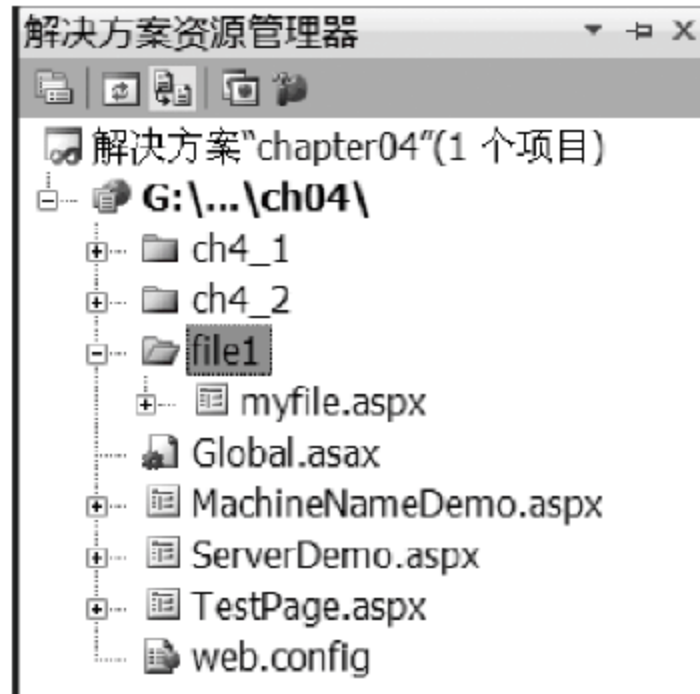 解决方案资源管理器
解决方案"chapter04"(1 个项目)
G:\...\ch04\
ch4_1
ch4_2
file1
myfile.aspx
Global.asax
MachineNameDemo.aspx
ServerDemo.aspx
TestPage.aspx
web.config